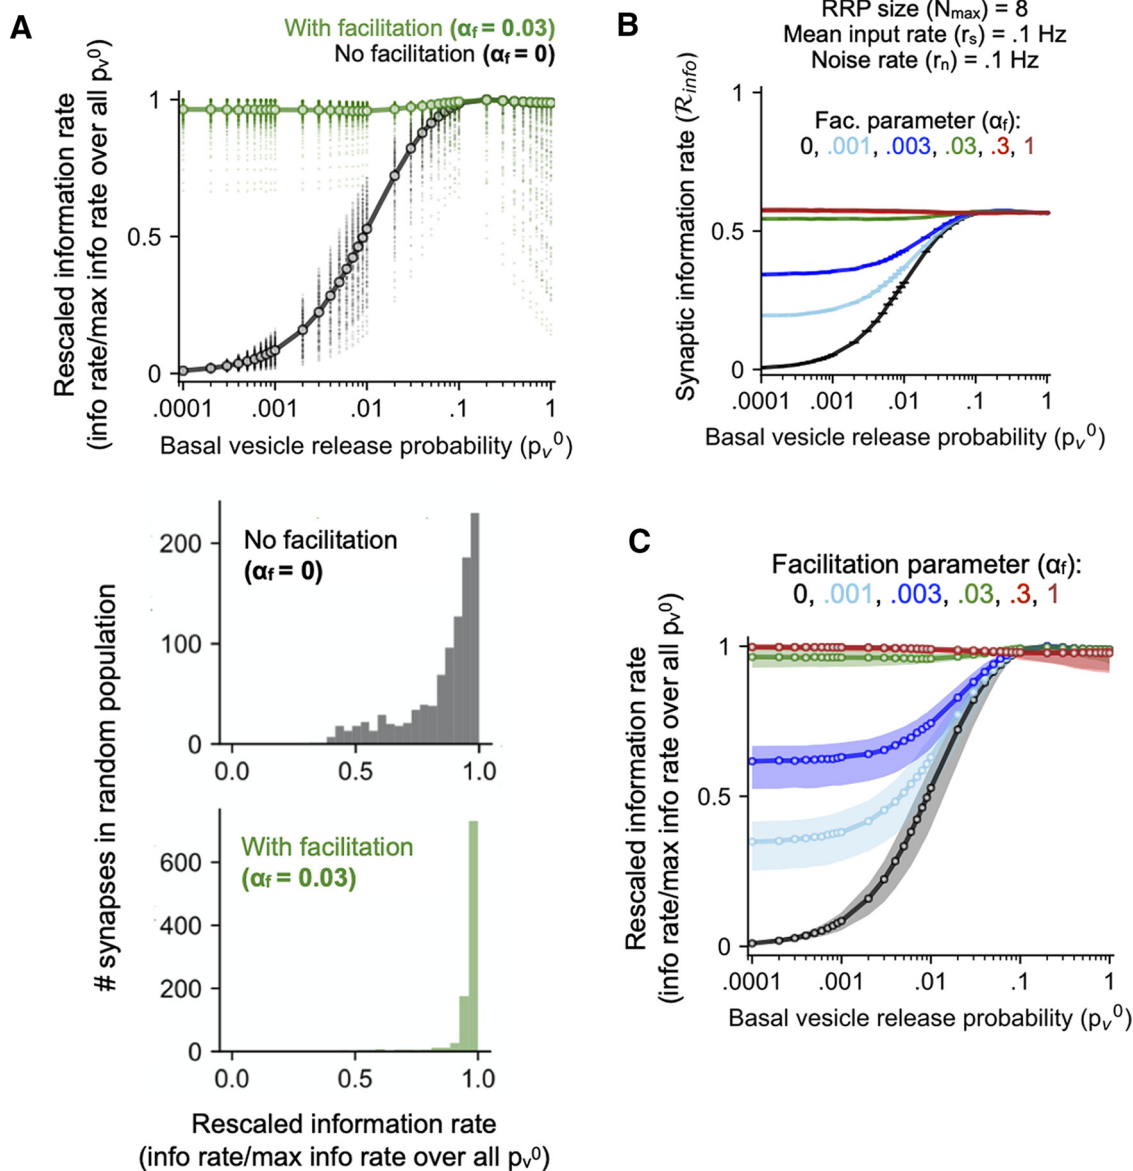 A
With facilitation (αf = 0.03)
No facilitation (αf = 0)
Rescaled information rate
(info rate/max info rate over all pv0)
1
0.5
0
.0001
.001
.01
.1
1
Basal vesicle release probability (pv0)
B
RRP size (Nmax) = 8
Mean input rate (rs) = .1 Hz
Noise rate (rn) = .1 Hz
Synaptic information rate (Rinfo)
Fac. parameter (αf):
0, .001, .003, .03, .3, 1
1
0.5
0
.0001
.001
.01
.1
1
Basal vesicle release probability (pv0)
# synapses in random population
No facilitation
(αf = 0)
200
100
0
0.0
0.5
1.0
With facilitation
(αf = 0.03)
600
400
200
0
0.0
0.5
1.0
Rescaled information rate
(info rate/max info rate over all pv0)
C
Facilitation parameter (αf):
0, .001, .003, .03, .3, 1
Rescaled information rate
(info rate/max info rate over all pv0)
1
0.5
0
.0001
.001
.01
.1
1
Basal vesicle release probability (pv0)